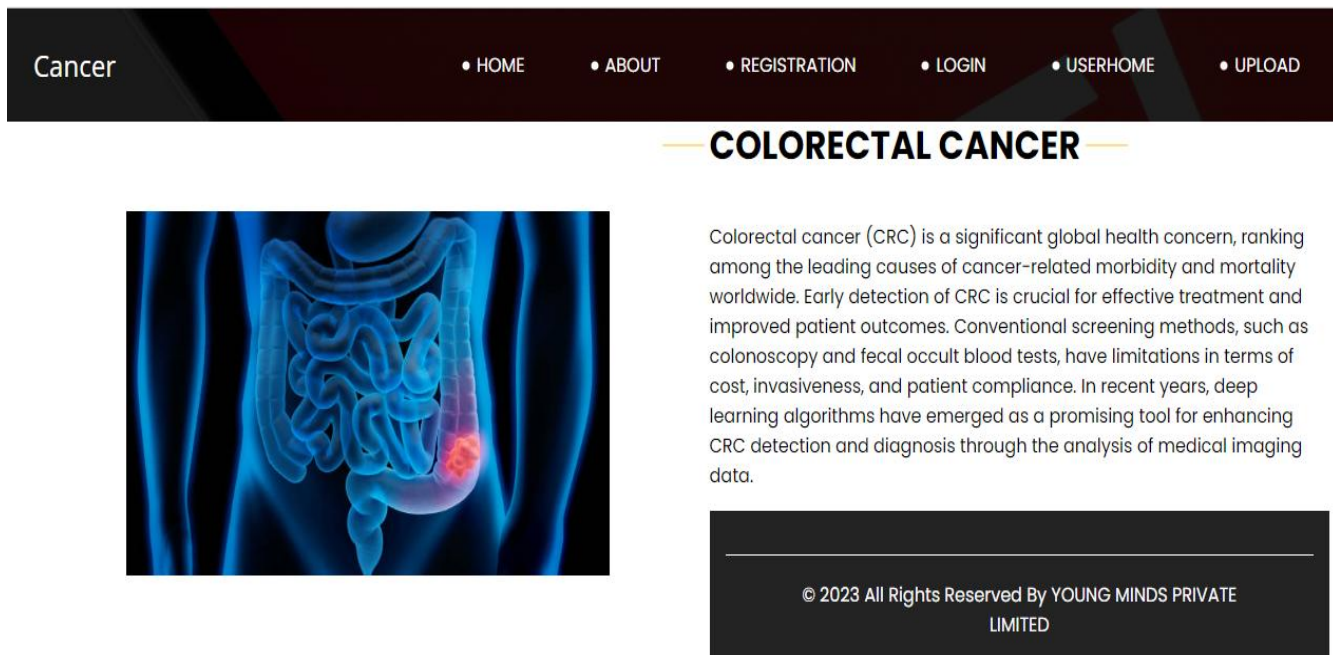 Cancer
• HOME
• ABOUT
• REGISTRATION
• LOGIN
• USERHOME
• UPLOAD
COLORECTAL CANCER
Colorectal cancer (CRC) is a significant global health concern, ranking
among the leading causes of cancer-related morbidity and mortality
worldwide. Early detection of CRC is crucial for effective treatment and
improved patient outcomes. Conventional screening methods, such as
colonoscopy and fecal occult blood tests, have limitations in terms of
cost, invasiveness, and patient compliance. In recent years, deep
learning algorithms have emerged as a promising tool for enhancing
CRC detection and diagnosis through the analysis of medical imaging
data.
© 2023 All Rights Reserved By YOUNG MINDS PRIVATE
LIMITED